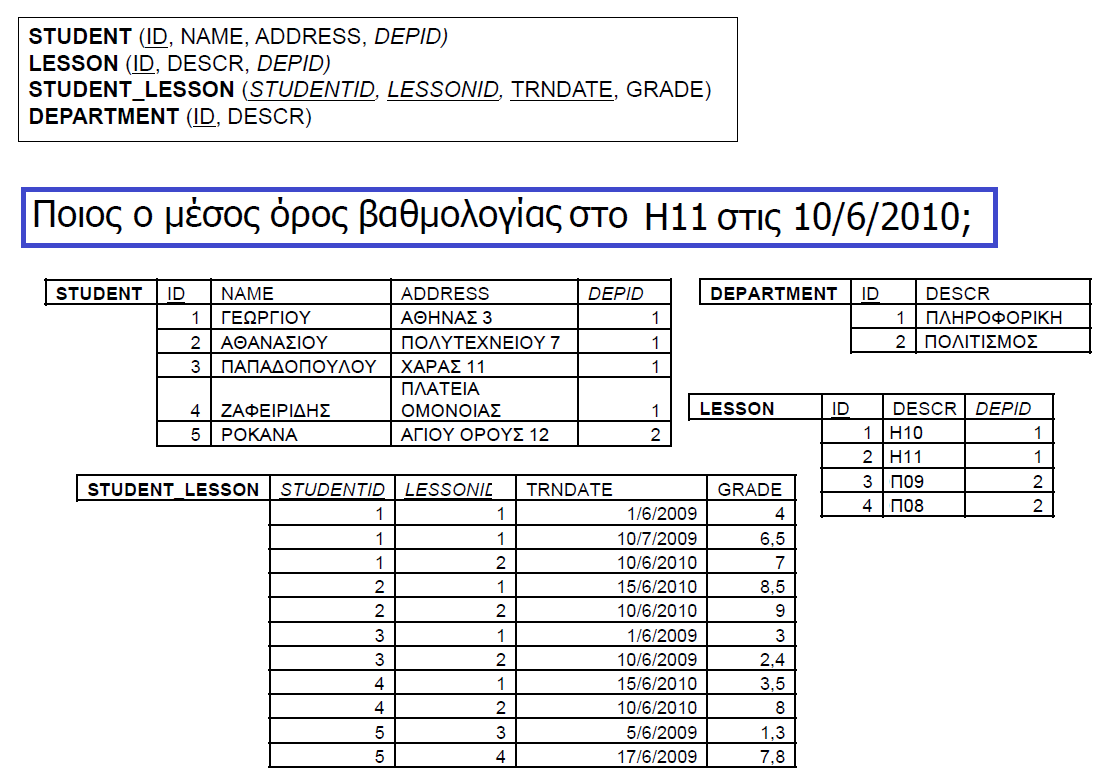 STUDENT (ID, NAME, ADDRESS, DEPID)
LESSON (ID, DESCR, DEPID)
STUDENT_LESSON (STUDENTID, LESSONID, TRNDATE, GRADE)
DEPARTMENT (ID, DESCR)
Ποιος ο μέσος όρος βαθμολογίας στο Η11 στις 10/6/2010;
STUDENT ID NAME ADDRESS DEPID
1 ΓΕΩΡΓΙΟΥ ΑΘΗΝΑΣ 3 1
2 ΑΘΑΝΑΣΙΟΥ ΠΟΛΥΤΕΧΝΕΙΟΥ 7 1
3 ΠΑΠΑΔΟΠΟΥΛΟΥ ΧΑΡΑΣ 11 1
ΠΛΑΤΕΙΑ
4 ΖΑΦΕΙΡΙΔΗΣ ΟΜΟΝΟΙΑΣ 1
5 ΡΟΚΑΝΑ ΑΓΙΟΥ ΟΡΟΥΣ 12 2
DEPARTMENT ID DESCR
1 ΠΛΗΡΟΦΟΡΙΚΗ
2 ΠΟΛΙΤΙΣΜΟΣ
LESSON ID DESCR DEPID
1 Η10 1
2 Η11 1
3 Π09 2
4 Π08 2
STUDENT_LESSON STUDENTID LESSONID TRNDATE GRADE
1 1 1/6/2009 4
1 1 10/7/2009 6,5
1 2 10/6/2010 7
2 1 15/6/2010 8,5
2 2 10/6/2010 9
3 1 1/6/2009 3
3 2 10/6/2009 2,4
4 1 15/6/2010 3,5
4 2 10/6/2010 8
5 3 5/6/2009 1,3
5 4 17/6/2009 7,8